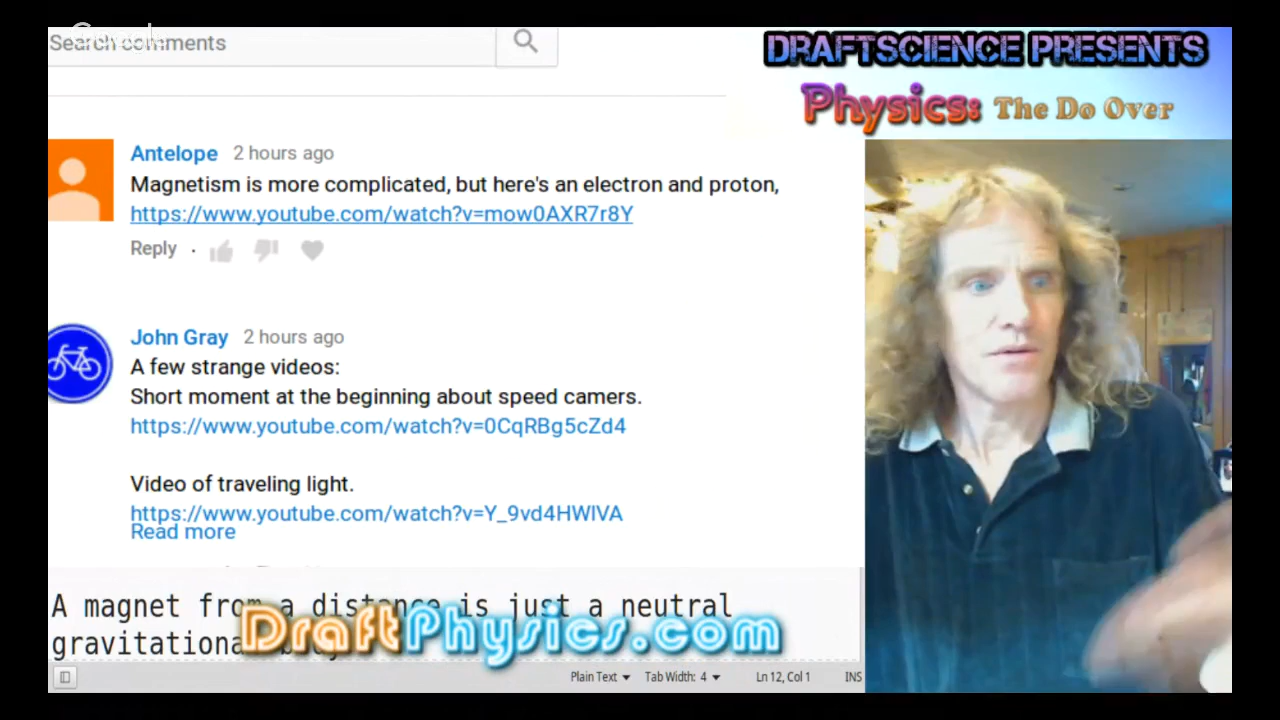 Google
Search comments
DRAFTSCIENCE PRESENTS
Physics: The Do Over
Antelope 2 hours ago
Magnetism is more complicated, but here's an electron and proton,
https://www.youtube.com/watch?v=mow0AXR7r8Y
Reply ·
John Gray 2 hours ago
A few strange videos:
Short moment at the beginning about speed camers.
https://www.youtube.com/watch?v=0CqRBg5cZd4
Video of traveling light.
https://www.youtube.com/watch?v=Y_9vd4HWlVA
Read more
A magnet from a distance is just a neutral
gravitational
DraftPhysics.com
Plain Text Tab Width: 4 Ln 12, Col 1 INS